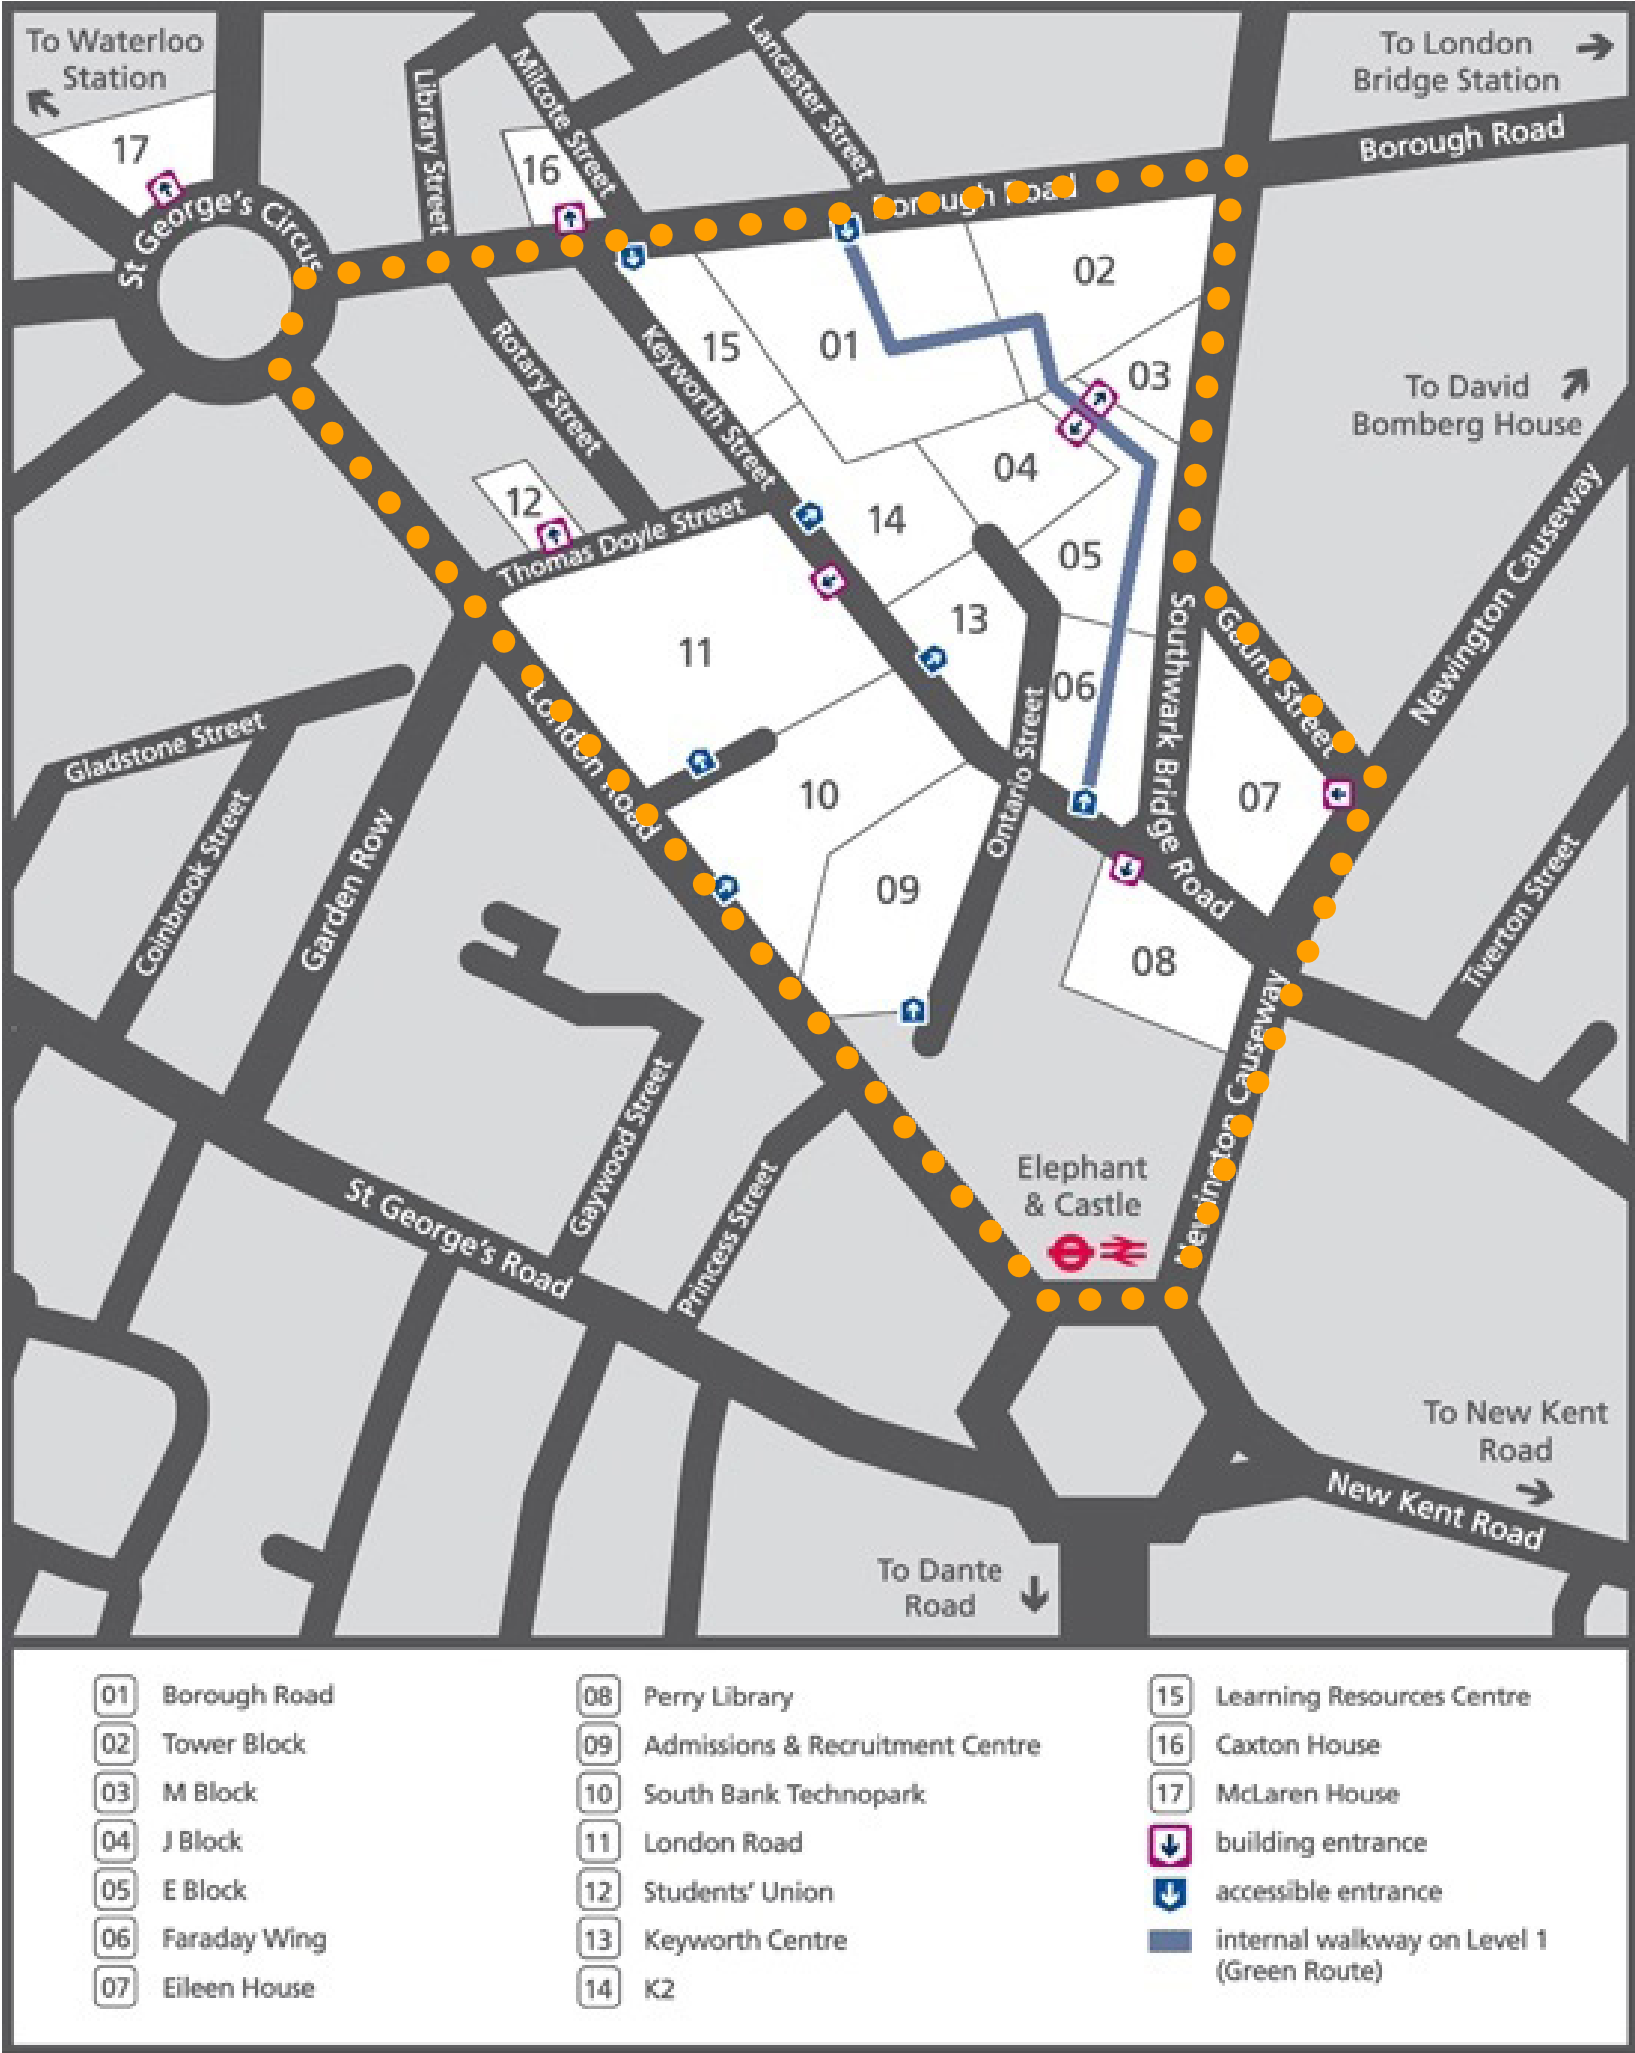 To Waterloo
Station
To London
Bridge Station
17
St George's Circus
Library Street
Milcote Street
16
Lancaster Street
Borough Road
Borough Road
02
01
15
03
Rotary Street
Keyworth Street
To David
Bomberg House
04
12
14
Thomas Doyle Street
05
13
11
06
Southwark Bridge Road
Gaunt Street
Newington Causeway
Gladstone Street
London Road
Ontario Street
10
07
Coinbrook Street
Garden Row
09
08
Tiverton Street
Newington Causeway
Gaywood Street
Princess Street
Elephant
& Castle
St George's Road
To New Kent
Road
New Kent Road
To Dante
Road
01 Borough Road
02 Tower Block
03 M Block
04 J Block
05 E Block
06 Faraday Wing
07 Eileen House
08 Perry Library
09 Admissions & Recruitment Centre
10 South Bank Technopark
11 London Road
12 Students' Union
13 Keyworth Centre
14 K2
15 Learning Resources Centre
16 Caxton House
17 McLaren House
building entrance
accessible entrance
internal walkway on Level 1
(Green Route)